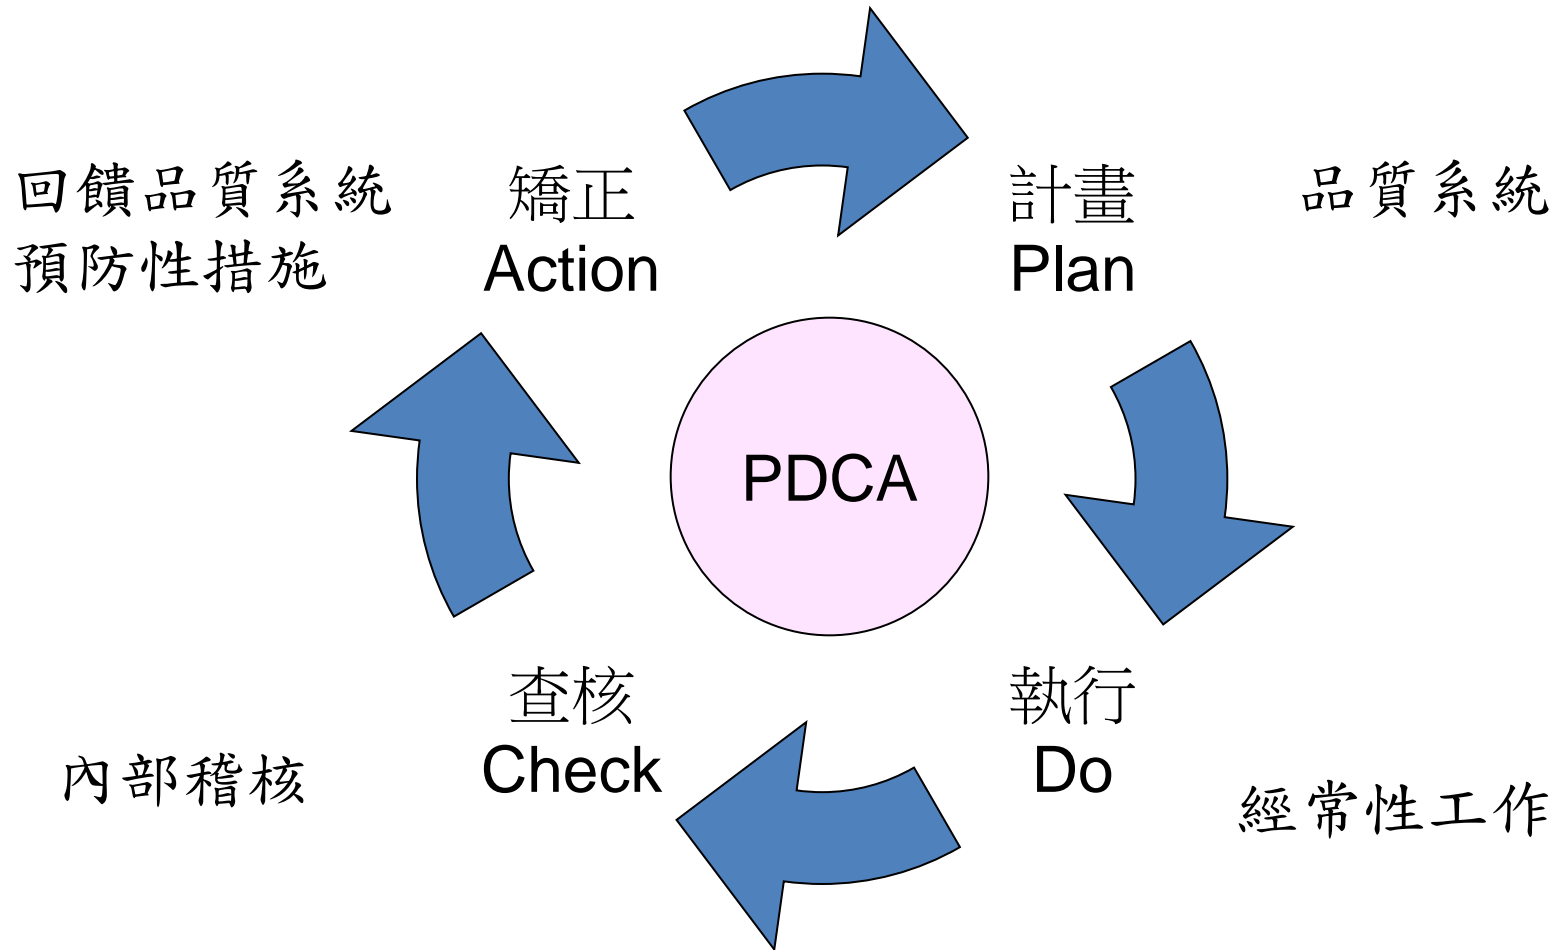 回饋品質系統
預防性措施
矯正
Action
計畫
Plan
品質系統
PDCA
內部稽核
查核
Check
執行
Do
經常性工作